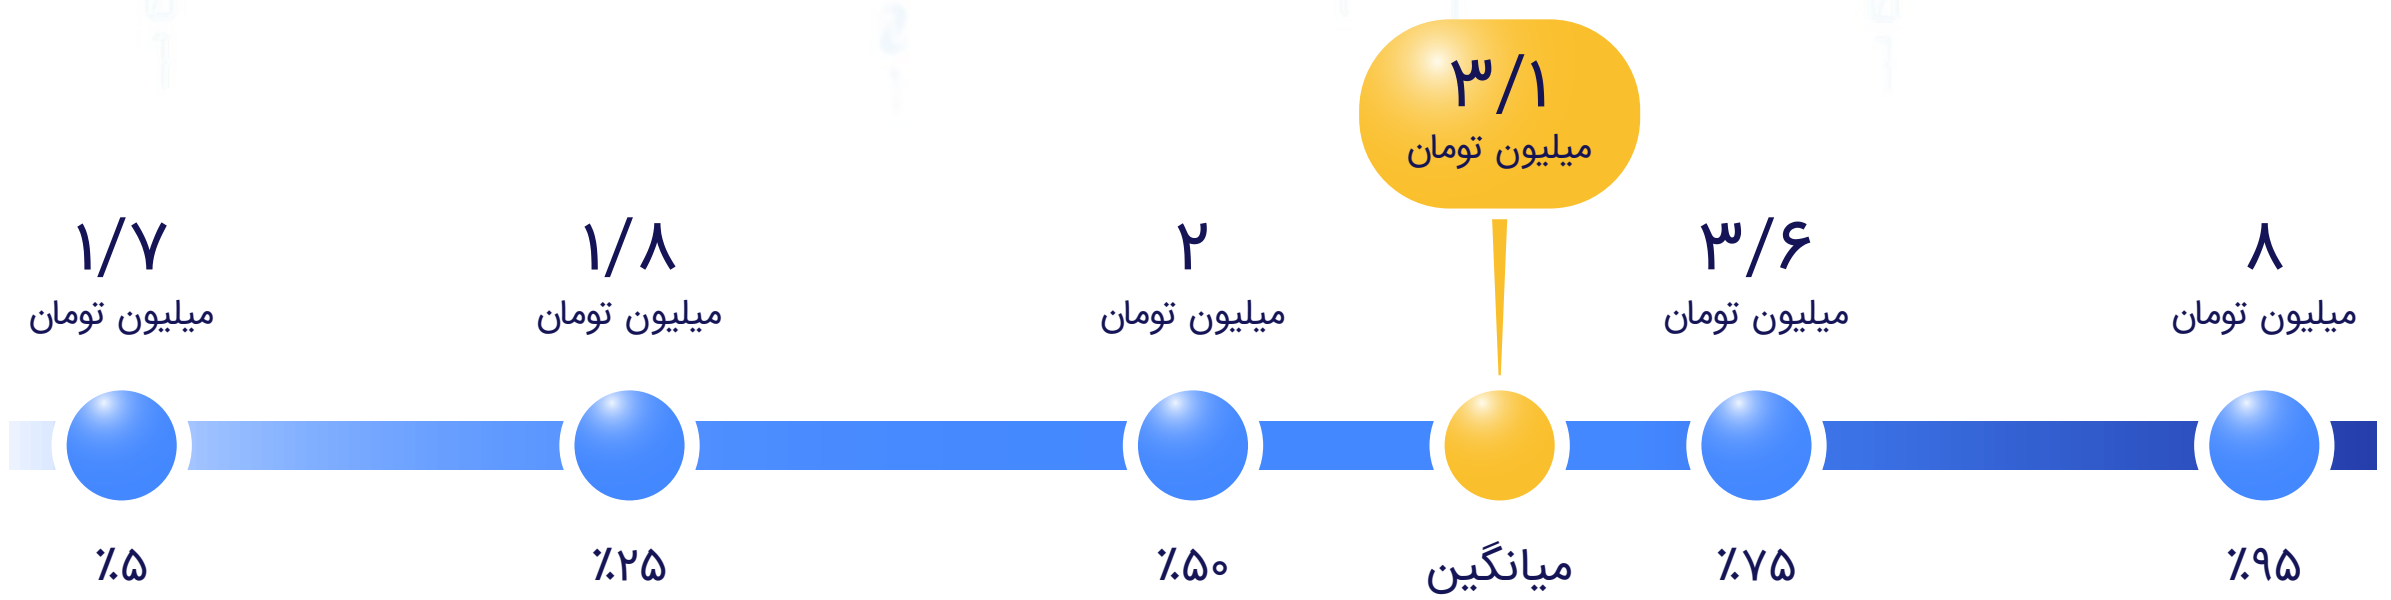 ۳/۱
میلیون تومان
۱/۷
میلیون تومان
۱/۸
میلیون تومان
۲
میلیون تومان
۳/۶
میلیون تومان
۸
میلیون تومان
٪۵
٪۲۵
٪۵۰
میانگین
٪۷۵
٪۹۵